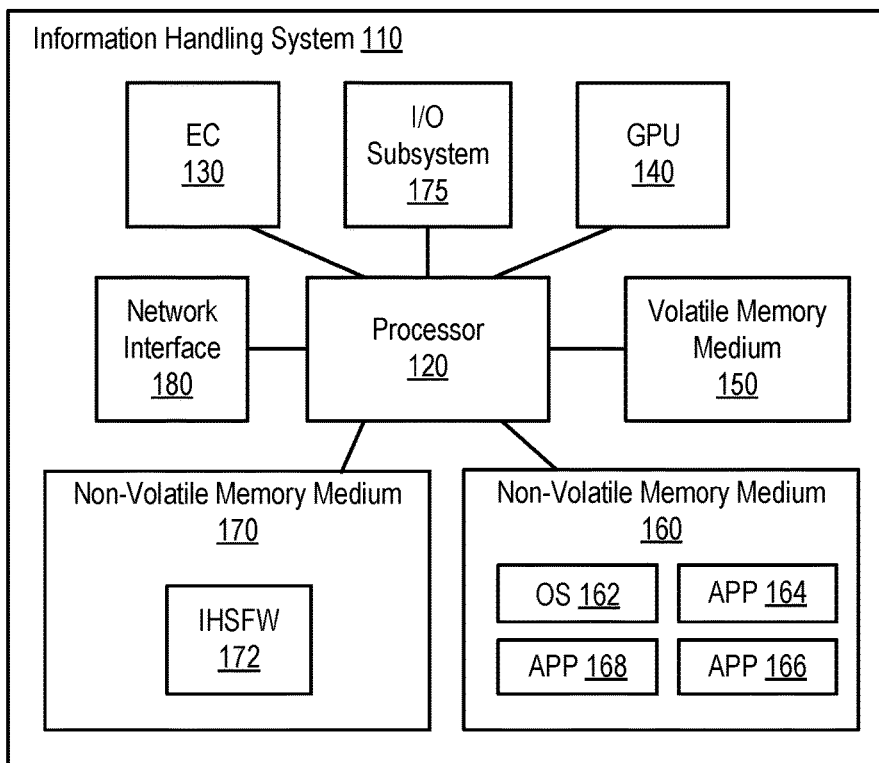 Information Handling System 110
EC
130
I/O
Subsystem
175
GPU
140
Network
Interface
180
Processor
120
Volatile Memory
Medium
150
Non-Volatile Memory Medium
170
IHSFW
172
Non-Volatile Memory Medium
160
OS 162
APP 164
APP 168
APP 166